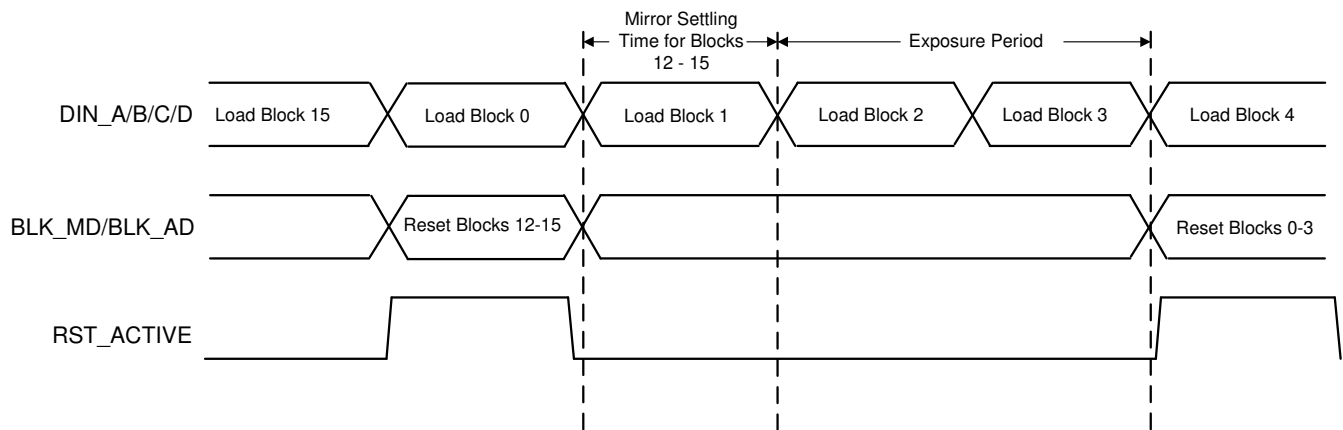 Mirror Settling
Time for Blocks
12 - 15
Exposure Period
DIN_A/B/C/D
Load Block 15
Load Block 0
Load Block 1
Load Block 2
Load Block 3
Load Block 4
BLK_MD/BLK_AD
Reset Blocks 12-15
Reset Blocks 0-3
RST_ACTIVE